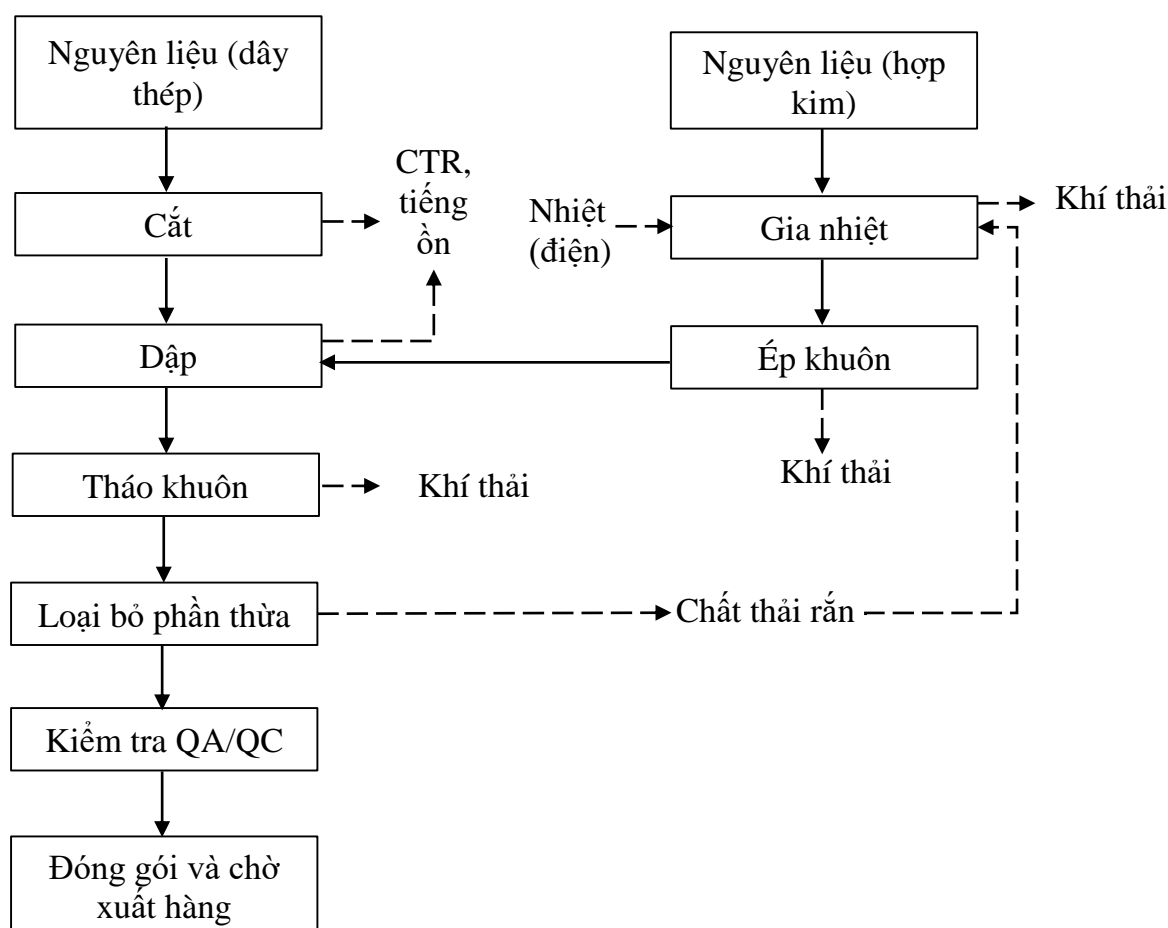 Nguyên liệu (dây
thép)
Nguyên liệu (hợp
kim)
CTR,
tiếng
ồn
Cắt
Nhiệt
(điện)
Gia nhiệt
Khí thải
Dập
Ép khuôn
Khí thải
Tháo khuôn
Khí thải
Loại bỏ phần thừa
Chất thải rắn
Kiểm tra QA/QC
Đóng gói và chờ
xuất hàng